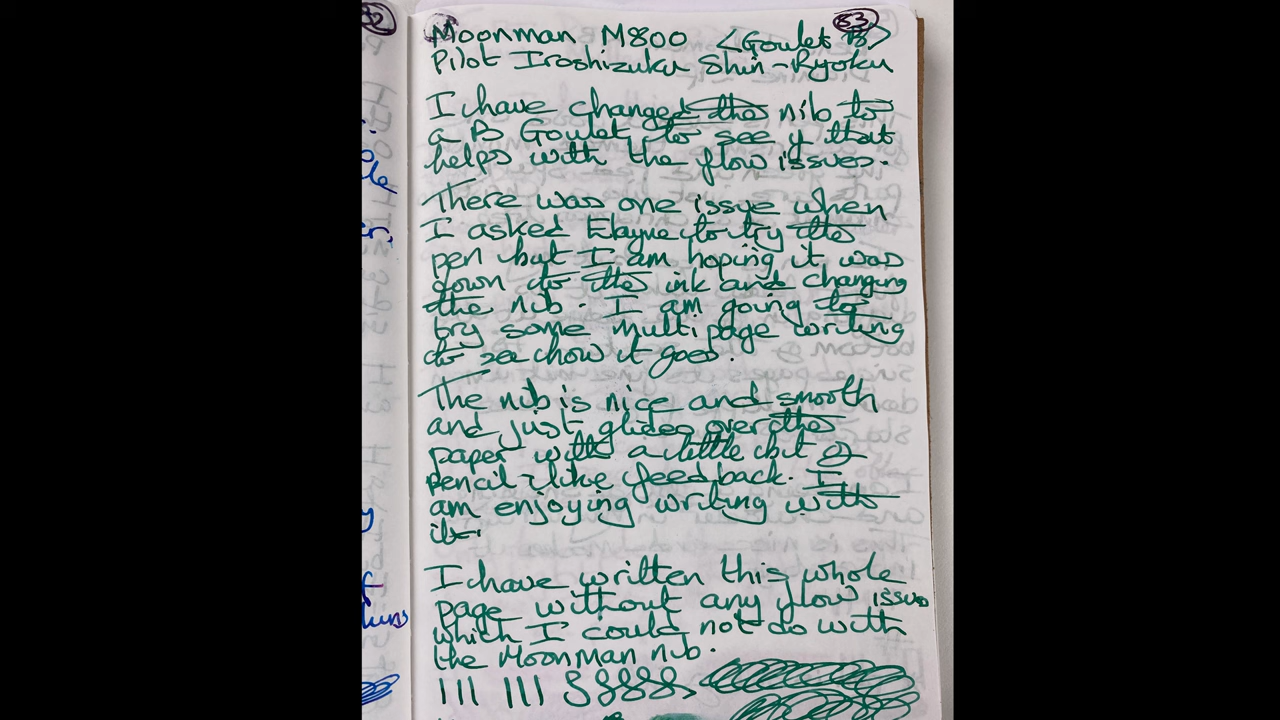 53
Moonman M800 <Goulet B>
Pilot Iroshizuku Shin-Ryoku
I have changed the nib to
a B Goulet to see if that
helps with the flow issues.
There was one issue when
I asked Elayne to try the
pen but I am hoping it was
down to the ink and changing
the nib. I am going to
try some multi page writing
to see how it goes.
The nib is nice and smooth
and just glides over the
paper with a little bit of
pencil-like feedback. I
am enjoying writing with
it.
I have written this whole
page without any flow issues
which I could not do with
the Moonman nib.